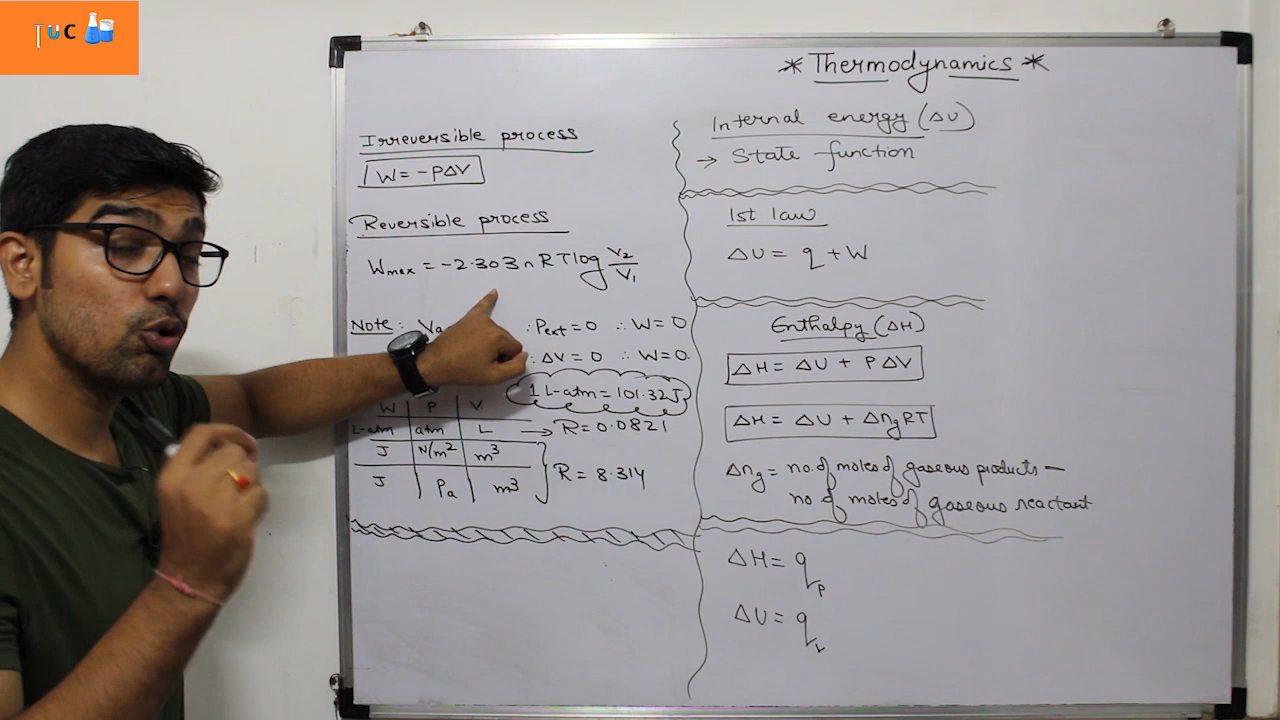 TUC
* Thermodynamics *
Irreversible process
W = -PΔV
Reversible process
Wmax = -2.303 n R T log V2/V1
Note: ∴ Pext = 0 ∴ W = 0
∴ ΔV = 0 ∴ W = 0
1 L-atm = 101.32J
W P V
L-atm atm L → R = 0.0821
J N/m² m³
J Pa m³
R = 8.314
Internal energy (ΔU)
→ State function
1st law
ΔU = q + W
Enthalpy (ΔH)
ΔH = ΔU + PΔV
ΔH = ΔU + ΔngRT
Δng = no. of moles of gaseous products –
no of moles of gaseous reactant
ΔH = qp
ΔU = qv